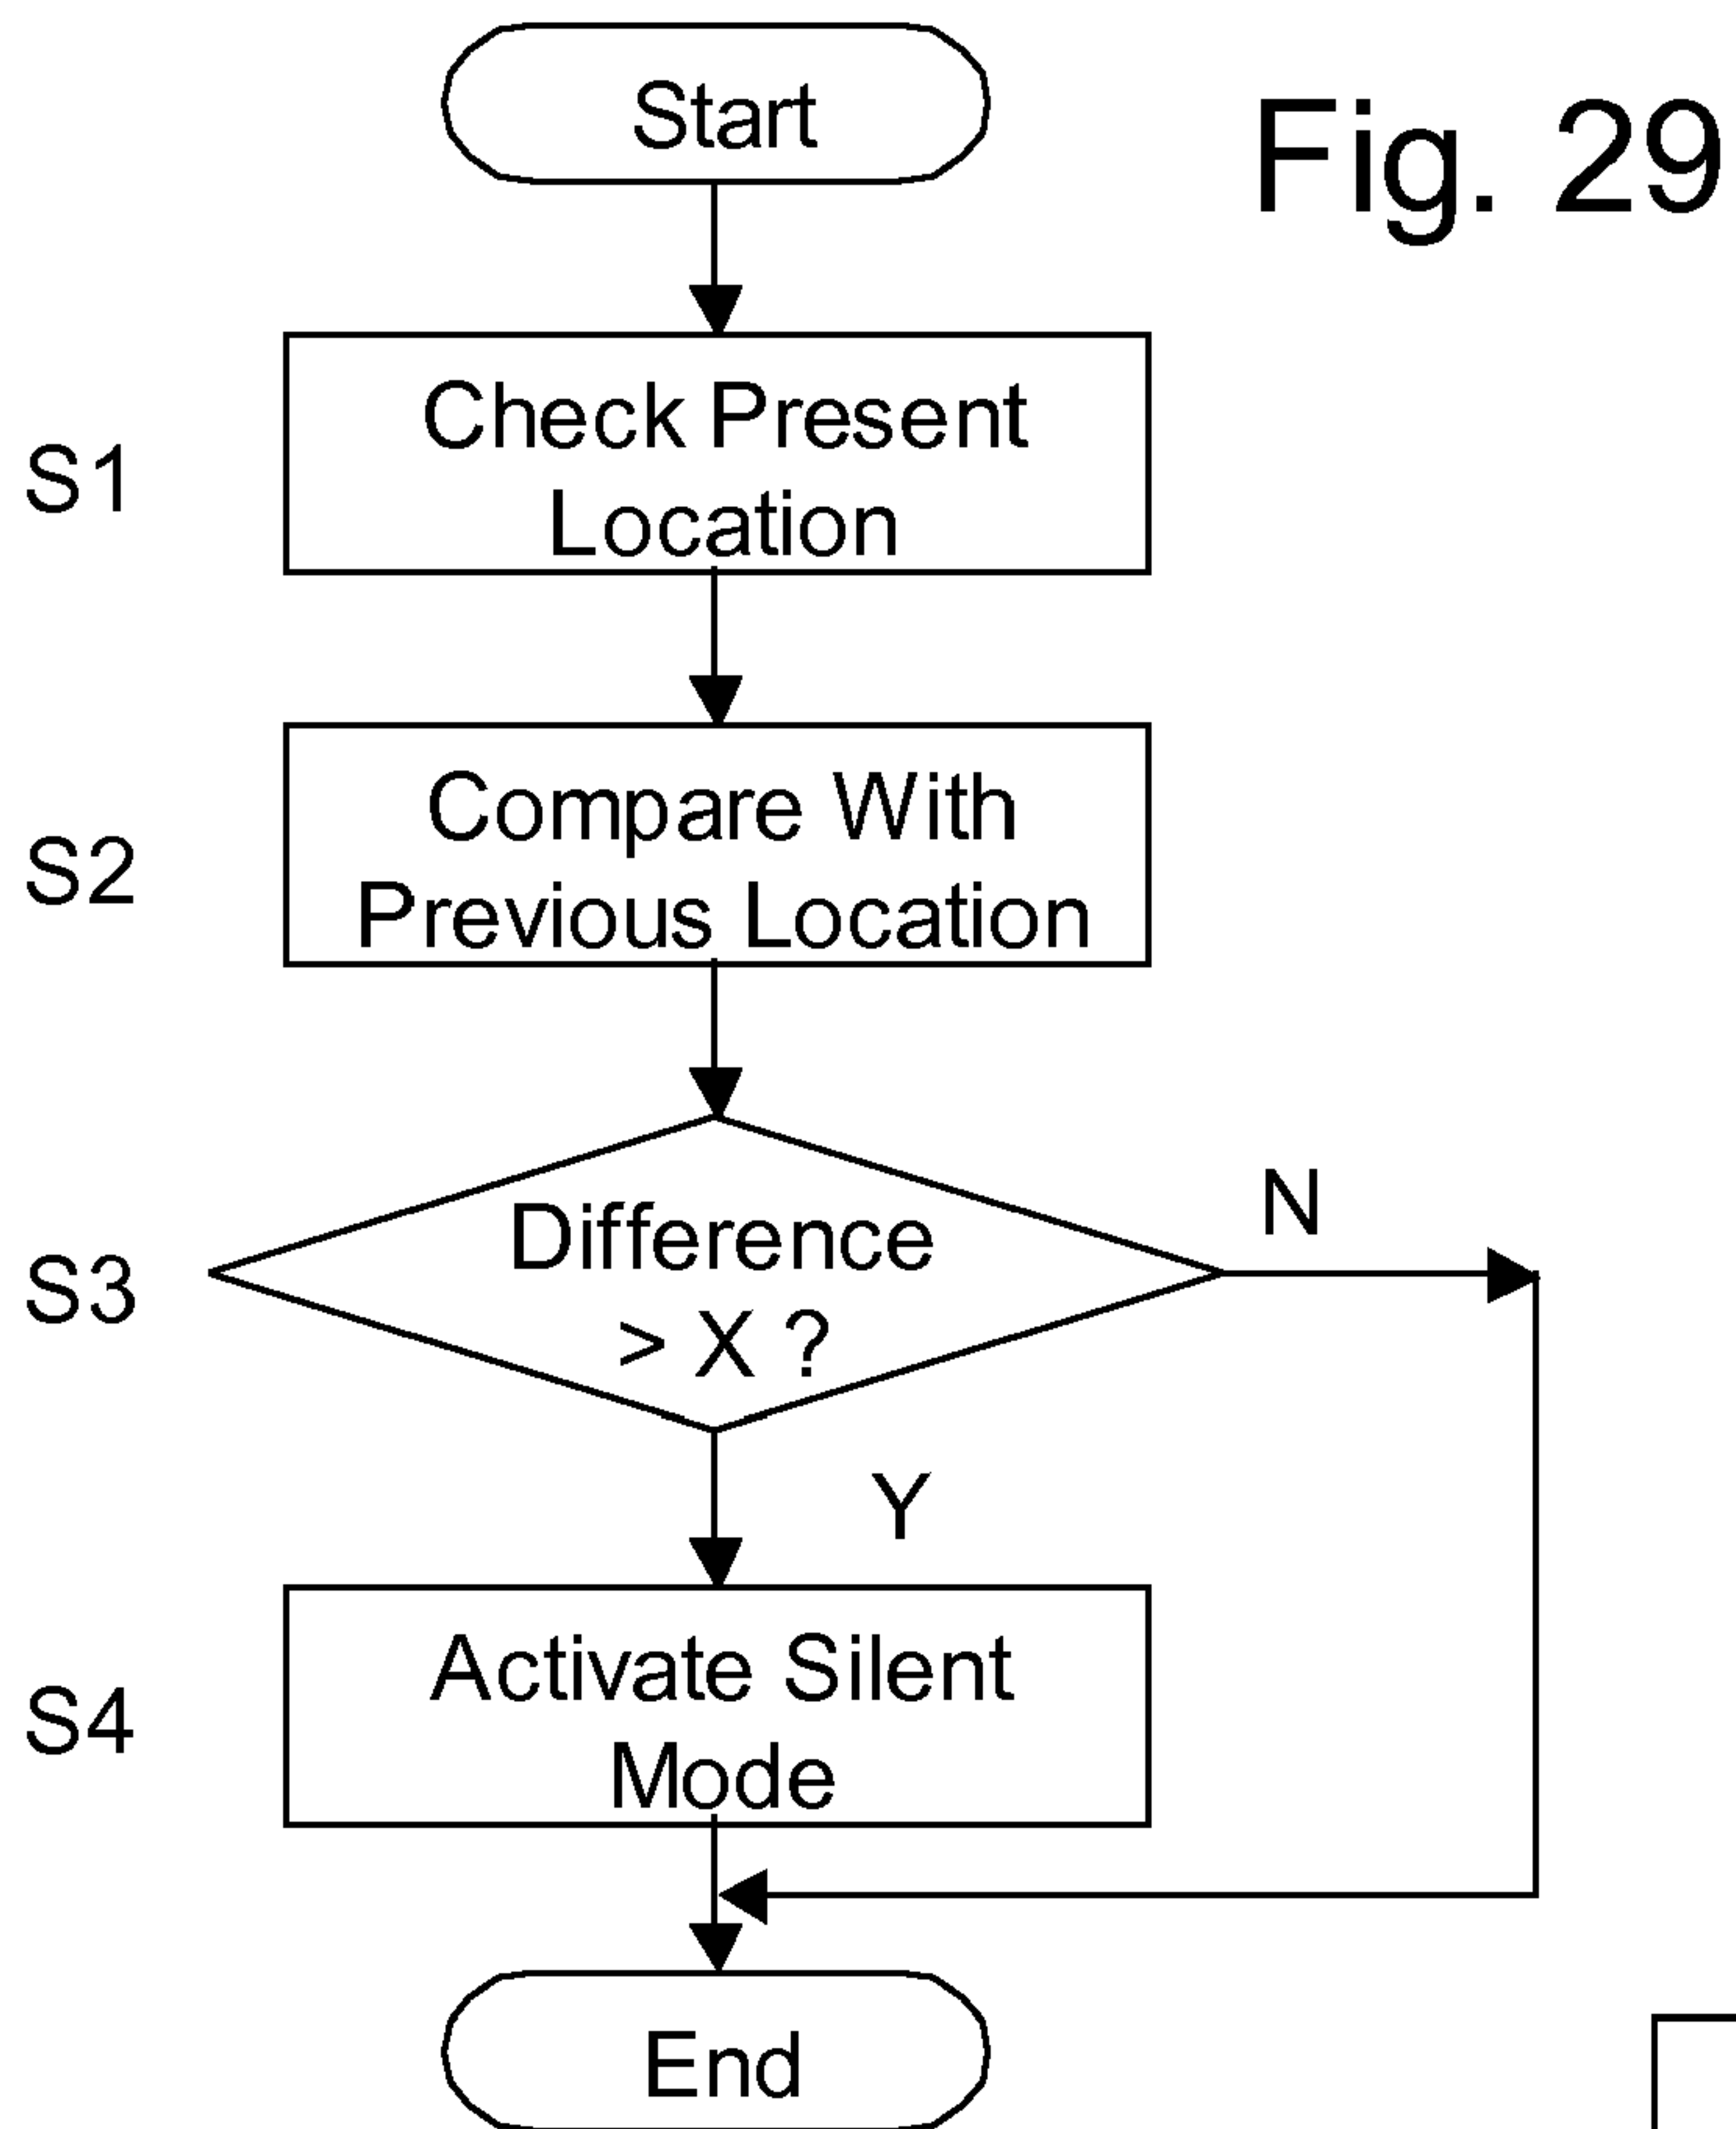 Start
Fig. 29
S1
Check Present
Location
S2
Compare With
Previous Location
S3
Difference
> X ?
N
Y
S4
Activate Silent
Mode
End